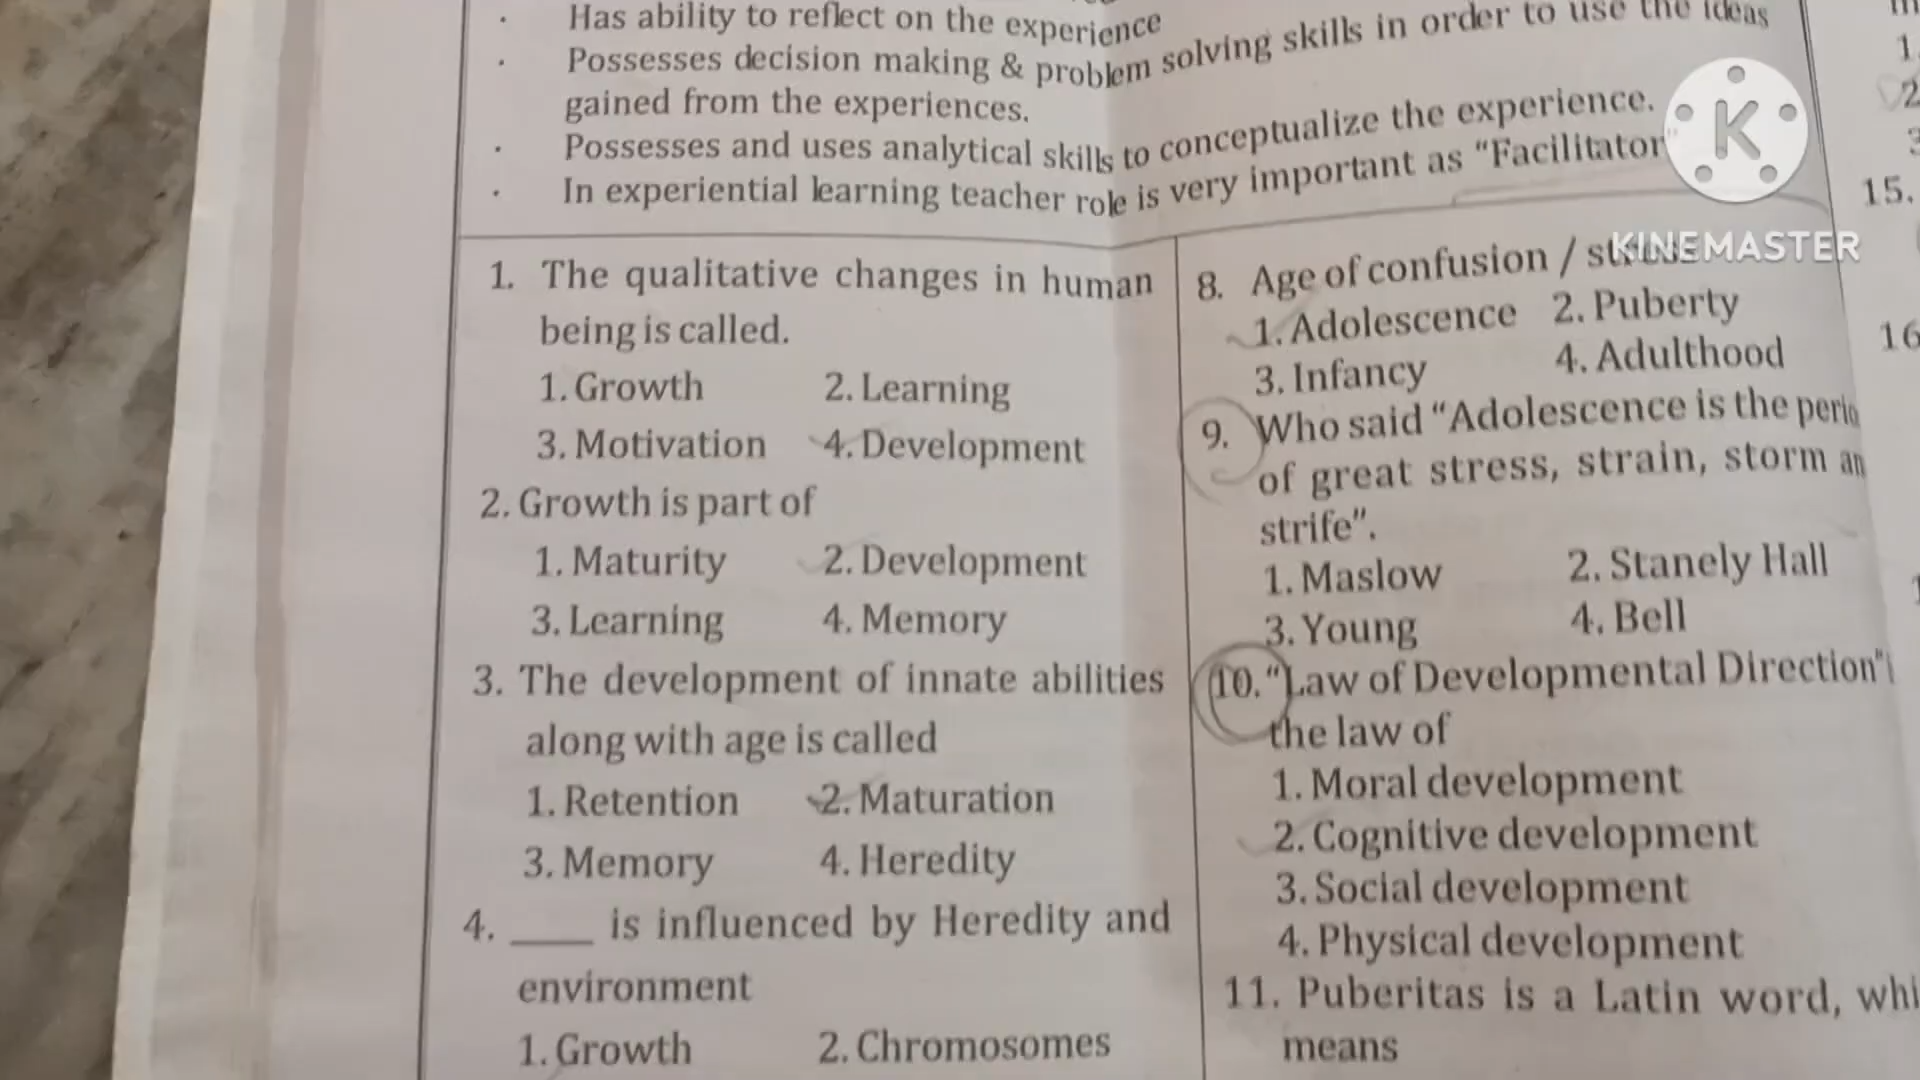 Has ability to reflect on the experience
· Possesses decision making & problem solving skills in order to use the ideas
gained from the experiences.
· Possesses and uses analytical skills to conceptualize the experience.
· In experiential learning teacher role is very important as "Facilitator"
K
KINEMASTER
1. The qualitative changes in human
being is called.
1. Growth 2. Learning
3. Motivation 4. Development
2. Growth is part of
1. Maturity 2. Development
3. Learning 4. Memory
3. The development of innate abilities
along with age is called
1. Retention 2. Maturation
3. Memory 4. Heredity
4. ____ is influenced by Heredity and
environment
1. Growth 2. Chromosomes
8. Age of confusion / stress
1. Adolescence 2. Puberty
3. Infancy 4. Adulthood
9. Who said "Adolescence is the perio
of great stress, strain, storm an
strife".
1. Maslow 2. Stanely Hall
3. Young 4. Bell
10. "Law of Developmental Direction" i
the law of
1. Moral development
2. Cognitive development
3. Social development
4. Physical development
11. Puberitas is a Latin word, whi
means
1.
2
3
15.
16